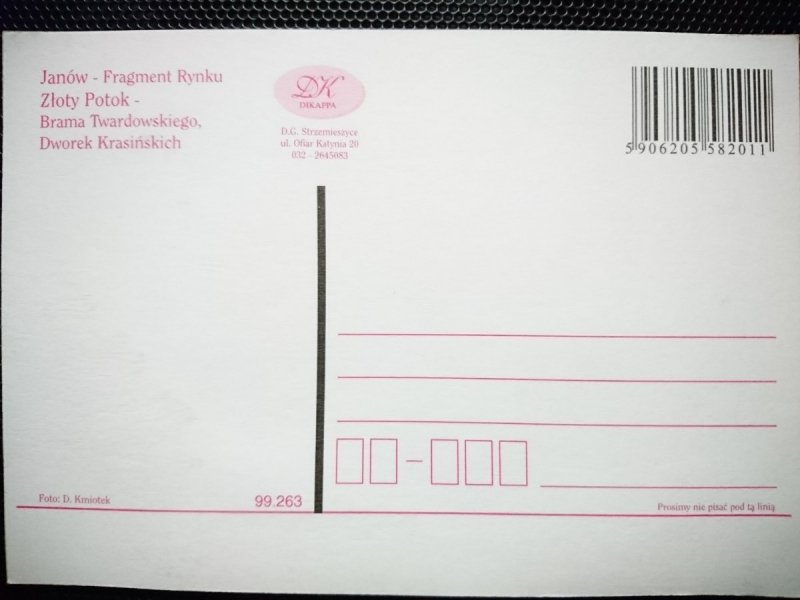 Janów - Fragment Rynku
Złoty Potok -
Brama Twardowskiego,
Dworek Krasińskich
DK
DIKAPPA
D.G. Strzemieszyce
ul. Ofiar Katynia 20
032 - 2645083
5 906205 582011
Foto: D. Kmiotek
99.263
Prosimy nie pisać pod tą linią